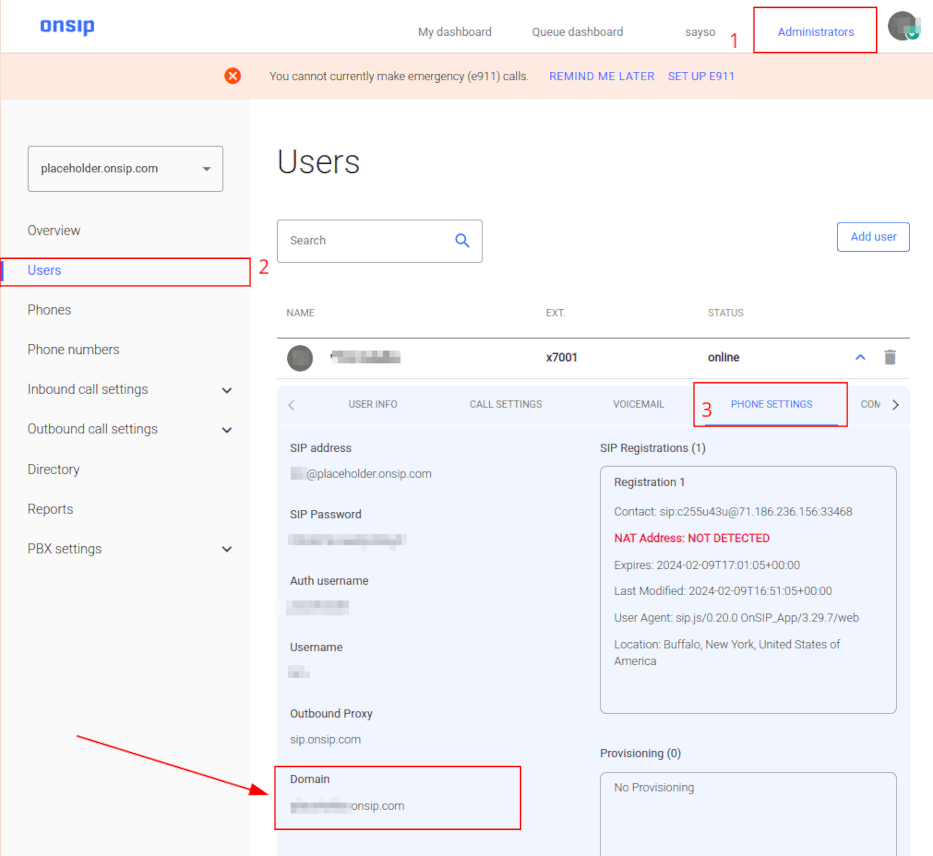 onsip
My dashboard Queue dashboard sayso 1 Administrators
You cannot currently make emergency (e911) calls. REMIND ME LATER SET UP E911
placeholder.onsip.com
Users
Overview
Search
Add user
Users 2
Phones
NAME EXT. STATUS
Phone numbers
x7001 online
Inbound call settings
USER INFO CALL SETTINGS VOICEMAIL 3 PHONE SETTINGS COM
Outbound call settings
Directory
Reports
PBX settings
SIP address
@placeholder.onsip.com
SIP Password
Auth username
Username
Outbound Proxy
sip.onsip.com
Domain
onsip.com
SIP Registrations (1)
Registration 1
Contact: sip:c255u43u@71.186.236.156:33468
NAT Address: NOT DETECTED
Expires: 2024-02-09T17:01:05+00:00
Last Modified: 2024-02-09T16:51:05+00:00
User Agent: sip.js/0.20.0 OnSIP_App/3.29.7/web
Location: Buffalo, New York, United States of
America
Provisioning (0)
No Provisioning